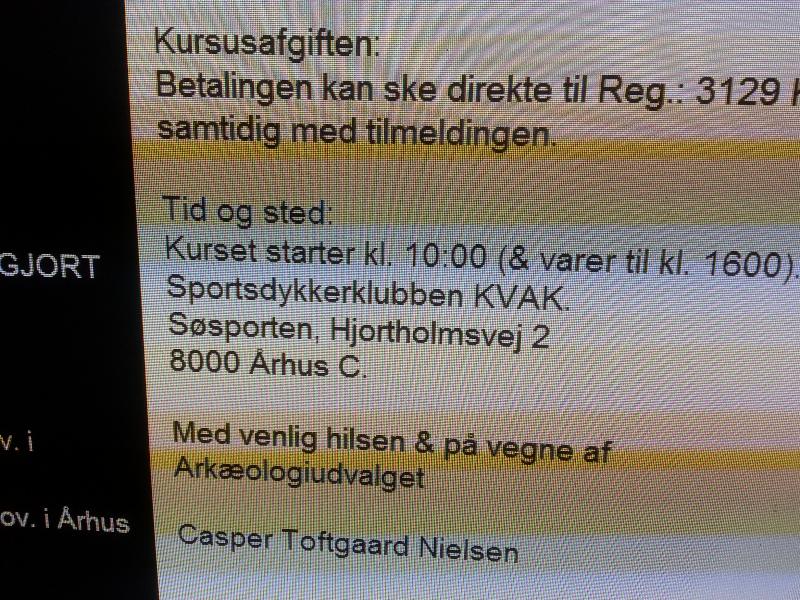 Kursusafgiften:
Betalingen kan ske direkte til Reg.: 3129
samtidig med tilmeldingen.
Tid og sted:
Kurset starter kl. 10:00 (& varer til kl. 1600).
Sportsdykkerklubben KVAK.
Søsporten, Hjortholmsvej 2
8000 Århus C.
Med venlig hilsen & på vegne af
Arkæologiudvalget
Casper Toftgaard Nielsen
GJORT
v. i
ov. i Århus